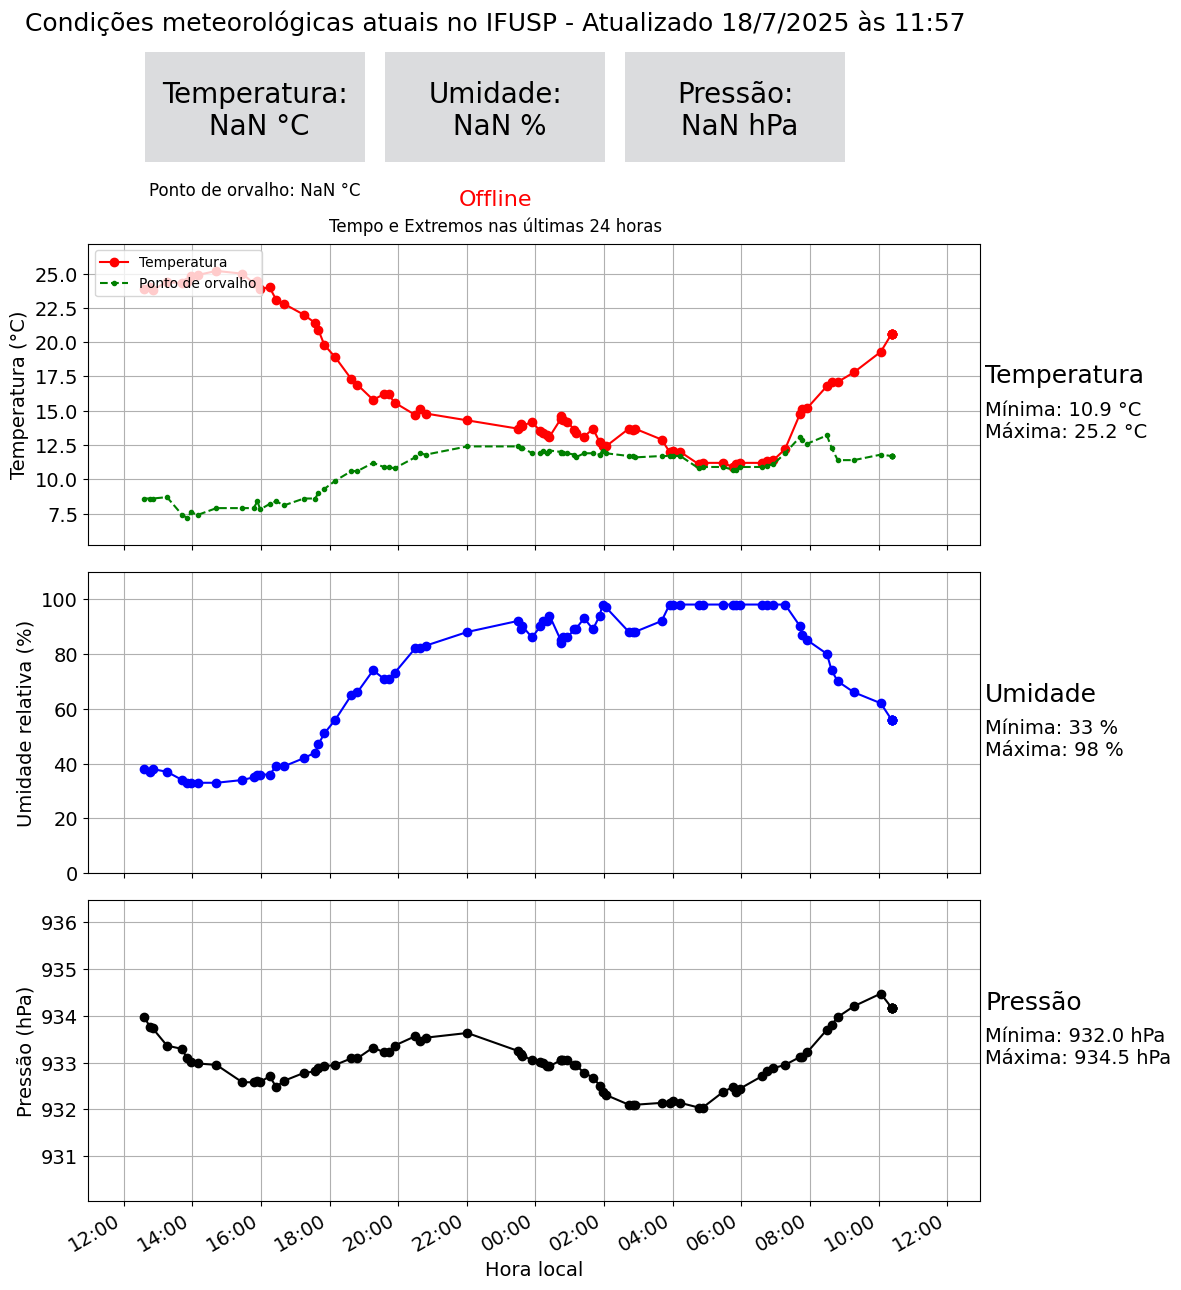 Condições meteorológicas atuais no IFUSP - Atualizado 18/7/2025 às 11:57
Temperatura:
NaN °C
Umidade:
NaN %
Pressão:
NaN hPa
Ponto de orvalho: NaN °C
Offline
Tempo e Extremos nas últimas 24 horas
Temperatura (°C)
25.0
22.5
20.0
17.5
15.0
12.5
10.0
7.5
Temperatura
Ponto de orvalho
Temperatura
Mínima: 10.9 °C
Máxima: 25.2 °C
Umidade relativa (%)
100
80
60
40
20
0
Umidade
Mínima: 33 %
Máxima: 98 %
Pressão (hPa)
936
935
934
933
932
931
Pressão
Mínima: 932.0 hPa
Máxima: 934.5 hPa
12:00
14:00
16:00
18:00
20:00
22:00
00:00
02:00
04:00
06:00
08:00
10:00
12:00
Hora local